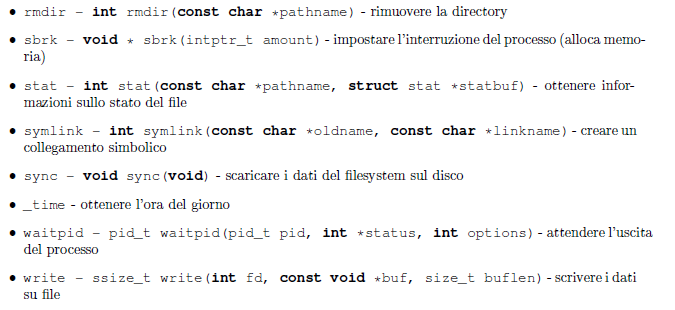 • rmdir – int rmdir(const char *pathname) - rimuovere la directory
• sbrk – void * sbrk(intptr_t amount) - impostare l'interruzione del processo (alloca memo-
ria)
• stat – int stat(const char *pathname, struct stat *statbuf) - ottenere infor-
mazioni sullo stato del file
• symlink – int symlink(const char *oldname, const char *linkname) - creare un
collegamento simbolico
• sync – void sync(void) - scaricare i dati del filesystem sul disco
• _time - ottenere l'ora del giorno
• waitpid – pid_t waitpid(pid_t pid, int *status, int options) - attendere l'uscita
del processo
• write – ssize_t write(int fd, const void *buf, size_t buflen) - scrivere i dati
su file